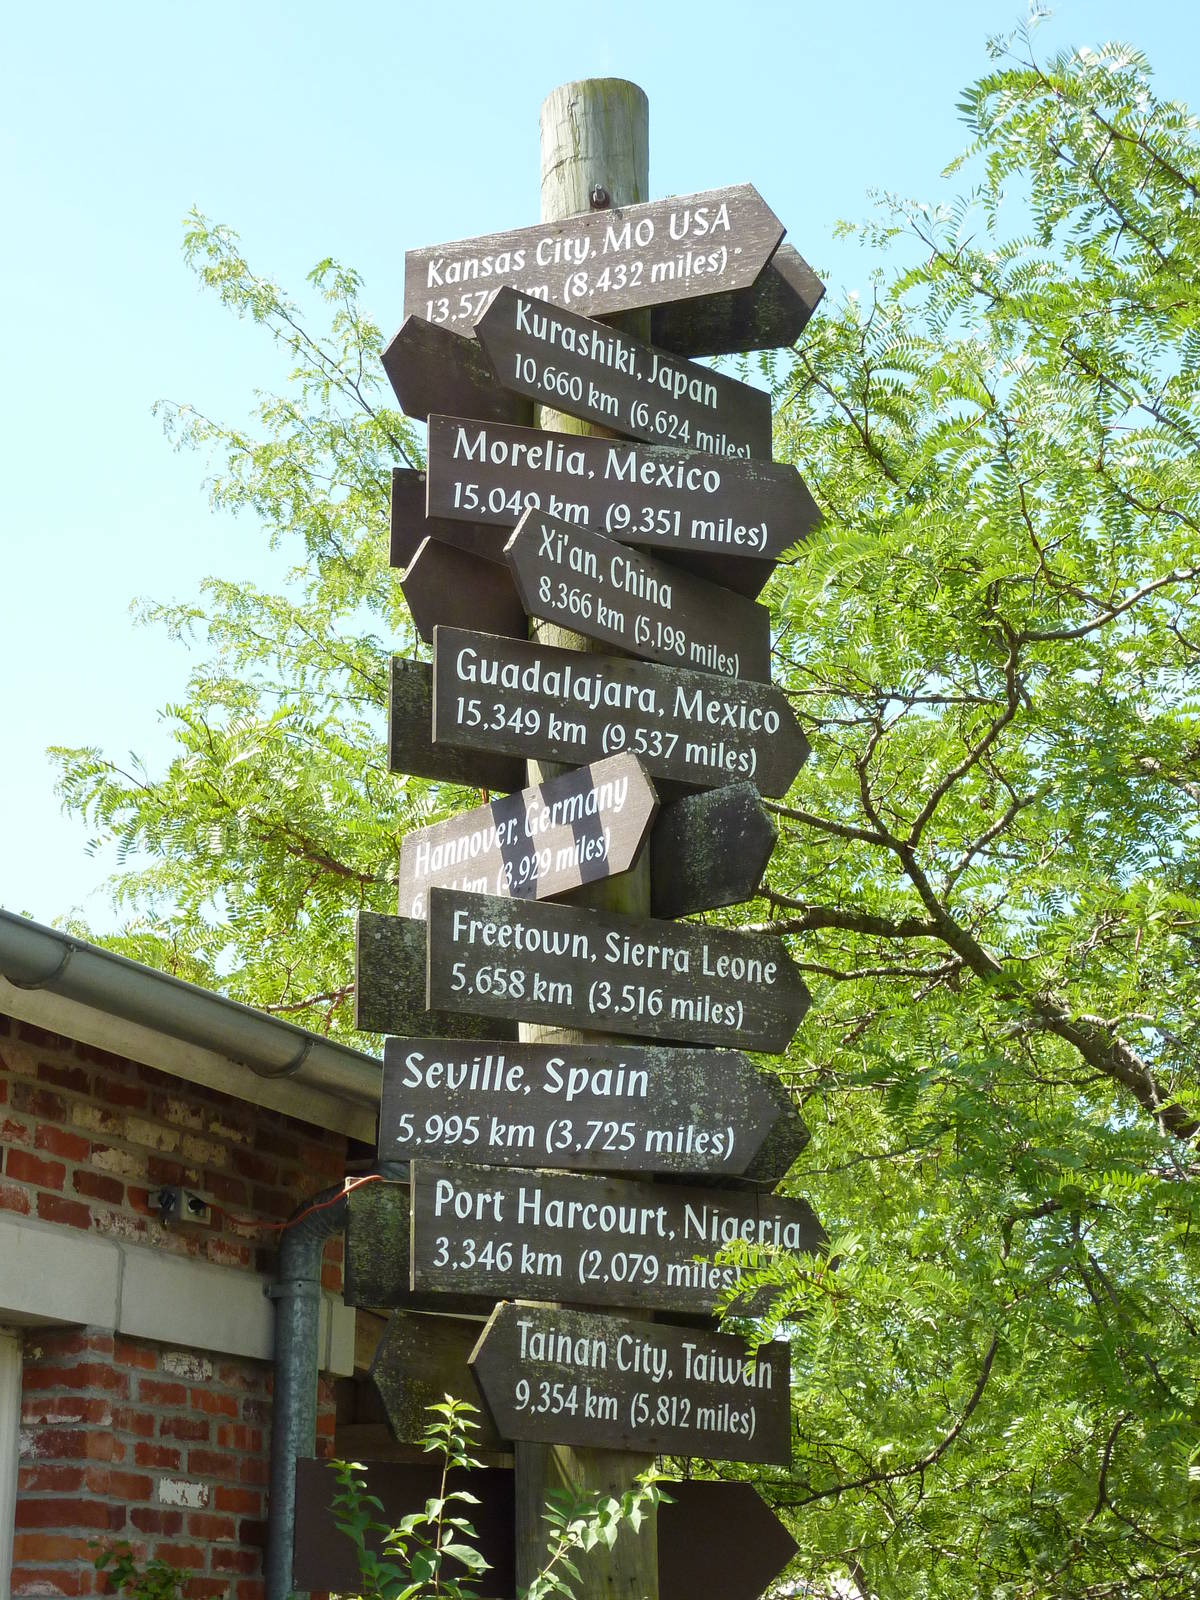 Kansas City, MO USA
km (8,432 miles)
Kurashiki, Japan
10,660 km (6,624 miles)
Morelia, Mexico
15,049 km (9,351 miles)
Xi'an, China
8,366 km (5,198 miles)
Guadalajara, Mexico
15,349 km (9,537 miles)
Hannover, Germany
km (3,929 miles)
Freetown, Sierra Leone
5,658 km (3,516 miles)
Seville, Spain
5,995 km (3,725 miles)
Port Harcourt, Nigeria
3,346 km (2,079 miles)
Tainan City, Taiwan
9,354 km (5,812 miles)